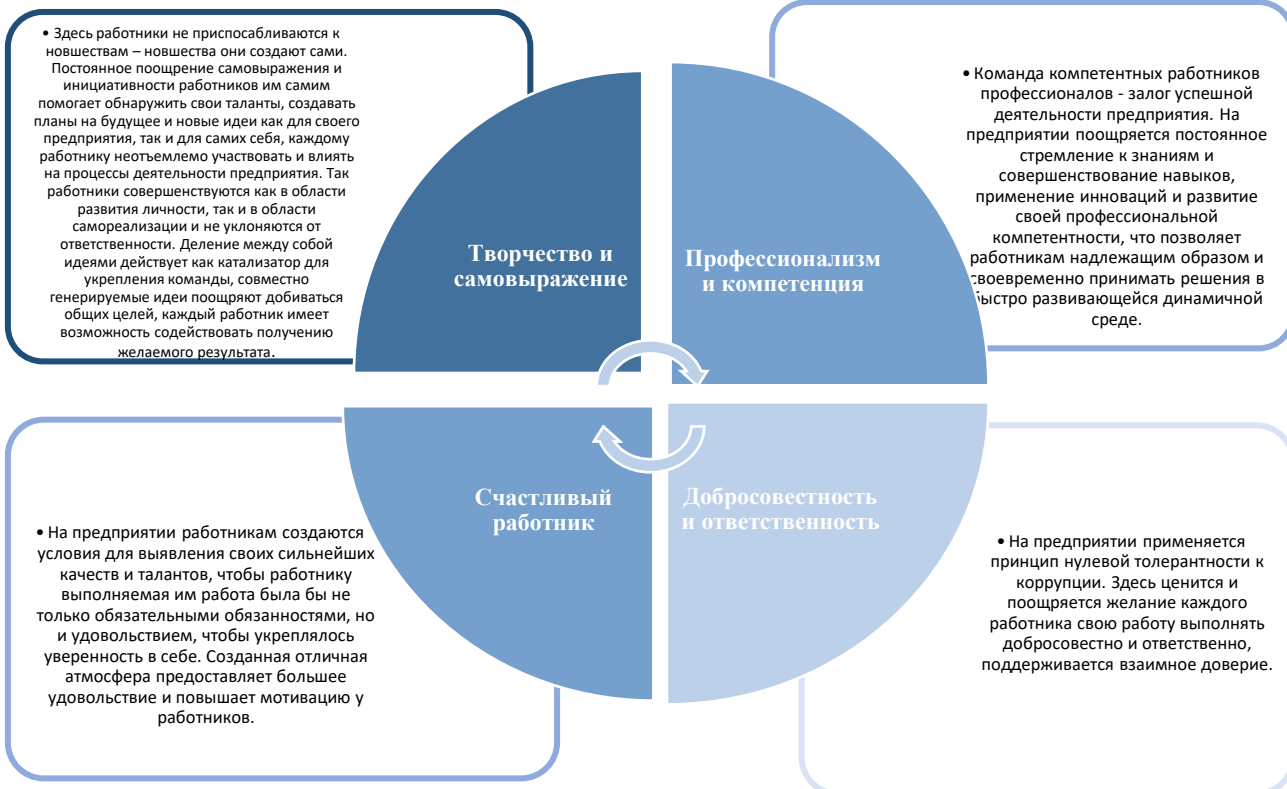 • Здесь работники не приспосабливаются к
новшествам – новшества они создают сами.
Постоянное поощрение самовыражения и
инициативности работников им самим
помогает обнаружить свои таланты, создавать
планы на будущее и новые идеи как для своего
предприятия, так и для самих себя, каждому
работнику неотъемлемо участвовать и влиять
на процессы деятельности предприятия. Так
работники совершенствуются как в области
развития личности, так и в области
самореализации и не уклоняются от
ответственности. Деление между собой
идеями действует как катализатор для
укрепления команды, совместно
генерируемые идеи поощряют добиваться
общих целей, каждый работник имеет
возможность содействовать получению
желаемого результата.
Творчество и
самовыражение
Профессионализм
и компетенция
• Команда компетентных работников
профессионалов - залог успешной
деятельности предприятия. На
предприятии поощряется постоянное
стремление к знаниям и
совершенствование навыков,
применение инноваций и развитие
своей профессиональной
компетентности, что позволяет
работникам надлежащим образом и
своевременно принимать решения в
быстро развивающейся динамичной
среде.
• На предприятии работникам создаются
условия для выявления своих сильнейших
качеств и талантов, чтобы работнику
выполняемая им работа была бы не
только обязательными обязанностями, но
и удовольствием, чтобы укреплялось
уверенность в себе. Созданная отличная
атмосфера предоставляет большее
удовольствие и повышает мотивацию у
работников.
Счастливый
работник
Добросовестность
и ответственность
• На предприятии применяется
принцип нулевой толерантности к
коррупции. Здесь ценится и
поощряется желание каждого
работника свою работу выполнять
добросовестно и ответственно,
поддерживается взаимное доверие.